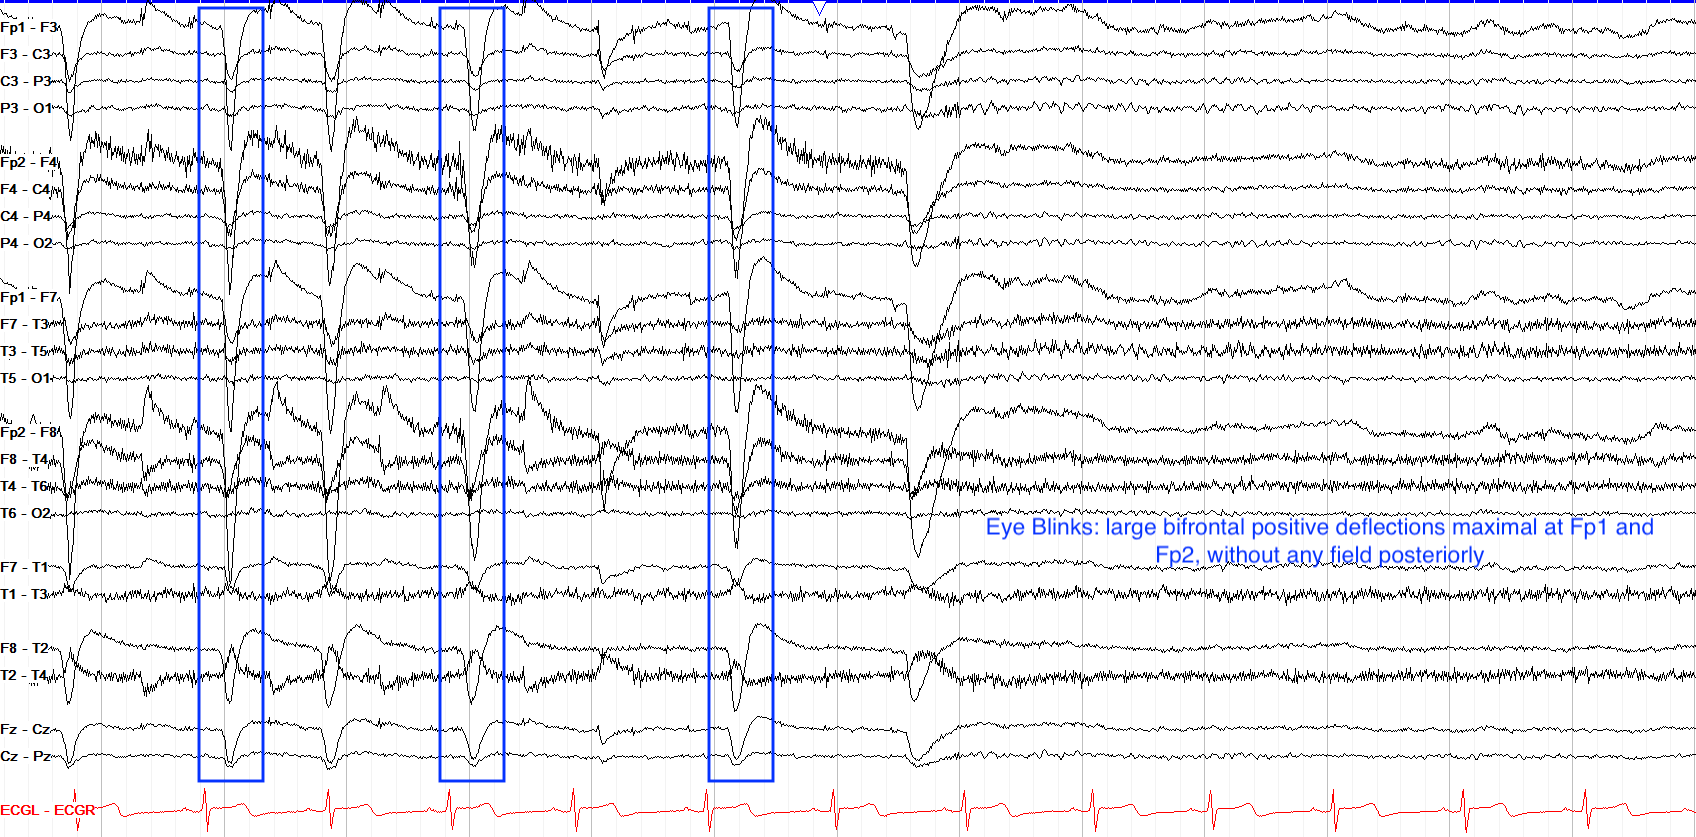 Fp1 - F3
F3 - C3
C3 - P3
P3 - O1
Fp2 - F4
F4 - C4
C4 - P4
P4 - O2
Fp1 - F7
F7 - T3
T3 - T5
T5 - O1
Fp2 - F8
F8 - T4
T4 - T6
T6 - O2
Eye Blinks: large bifrontal positive deflections maximal at Fp1 and
Fp2, without any field posteriorly
F7 - T1
T1 - T3
F8 - T2
T2 - T4
Fz - Cz
Cz - Pz
ECGL - ECGR